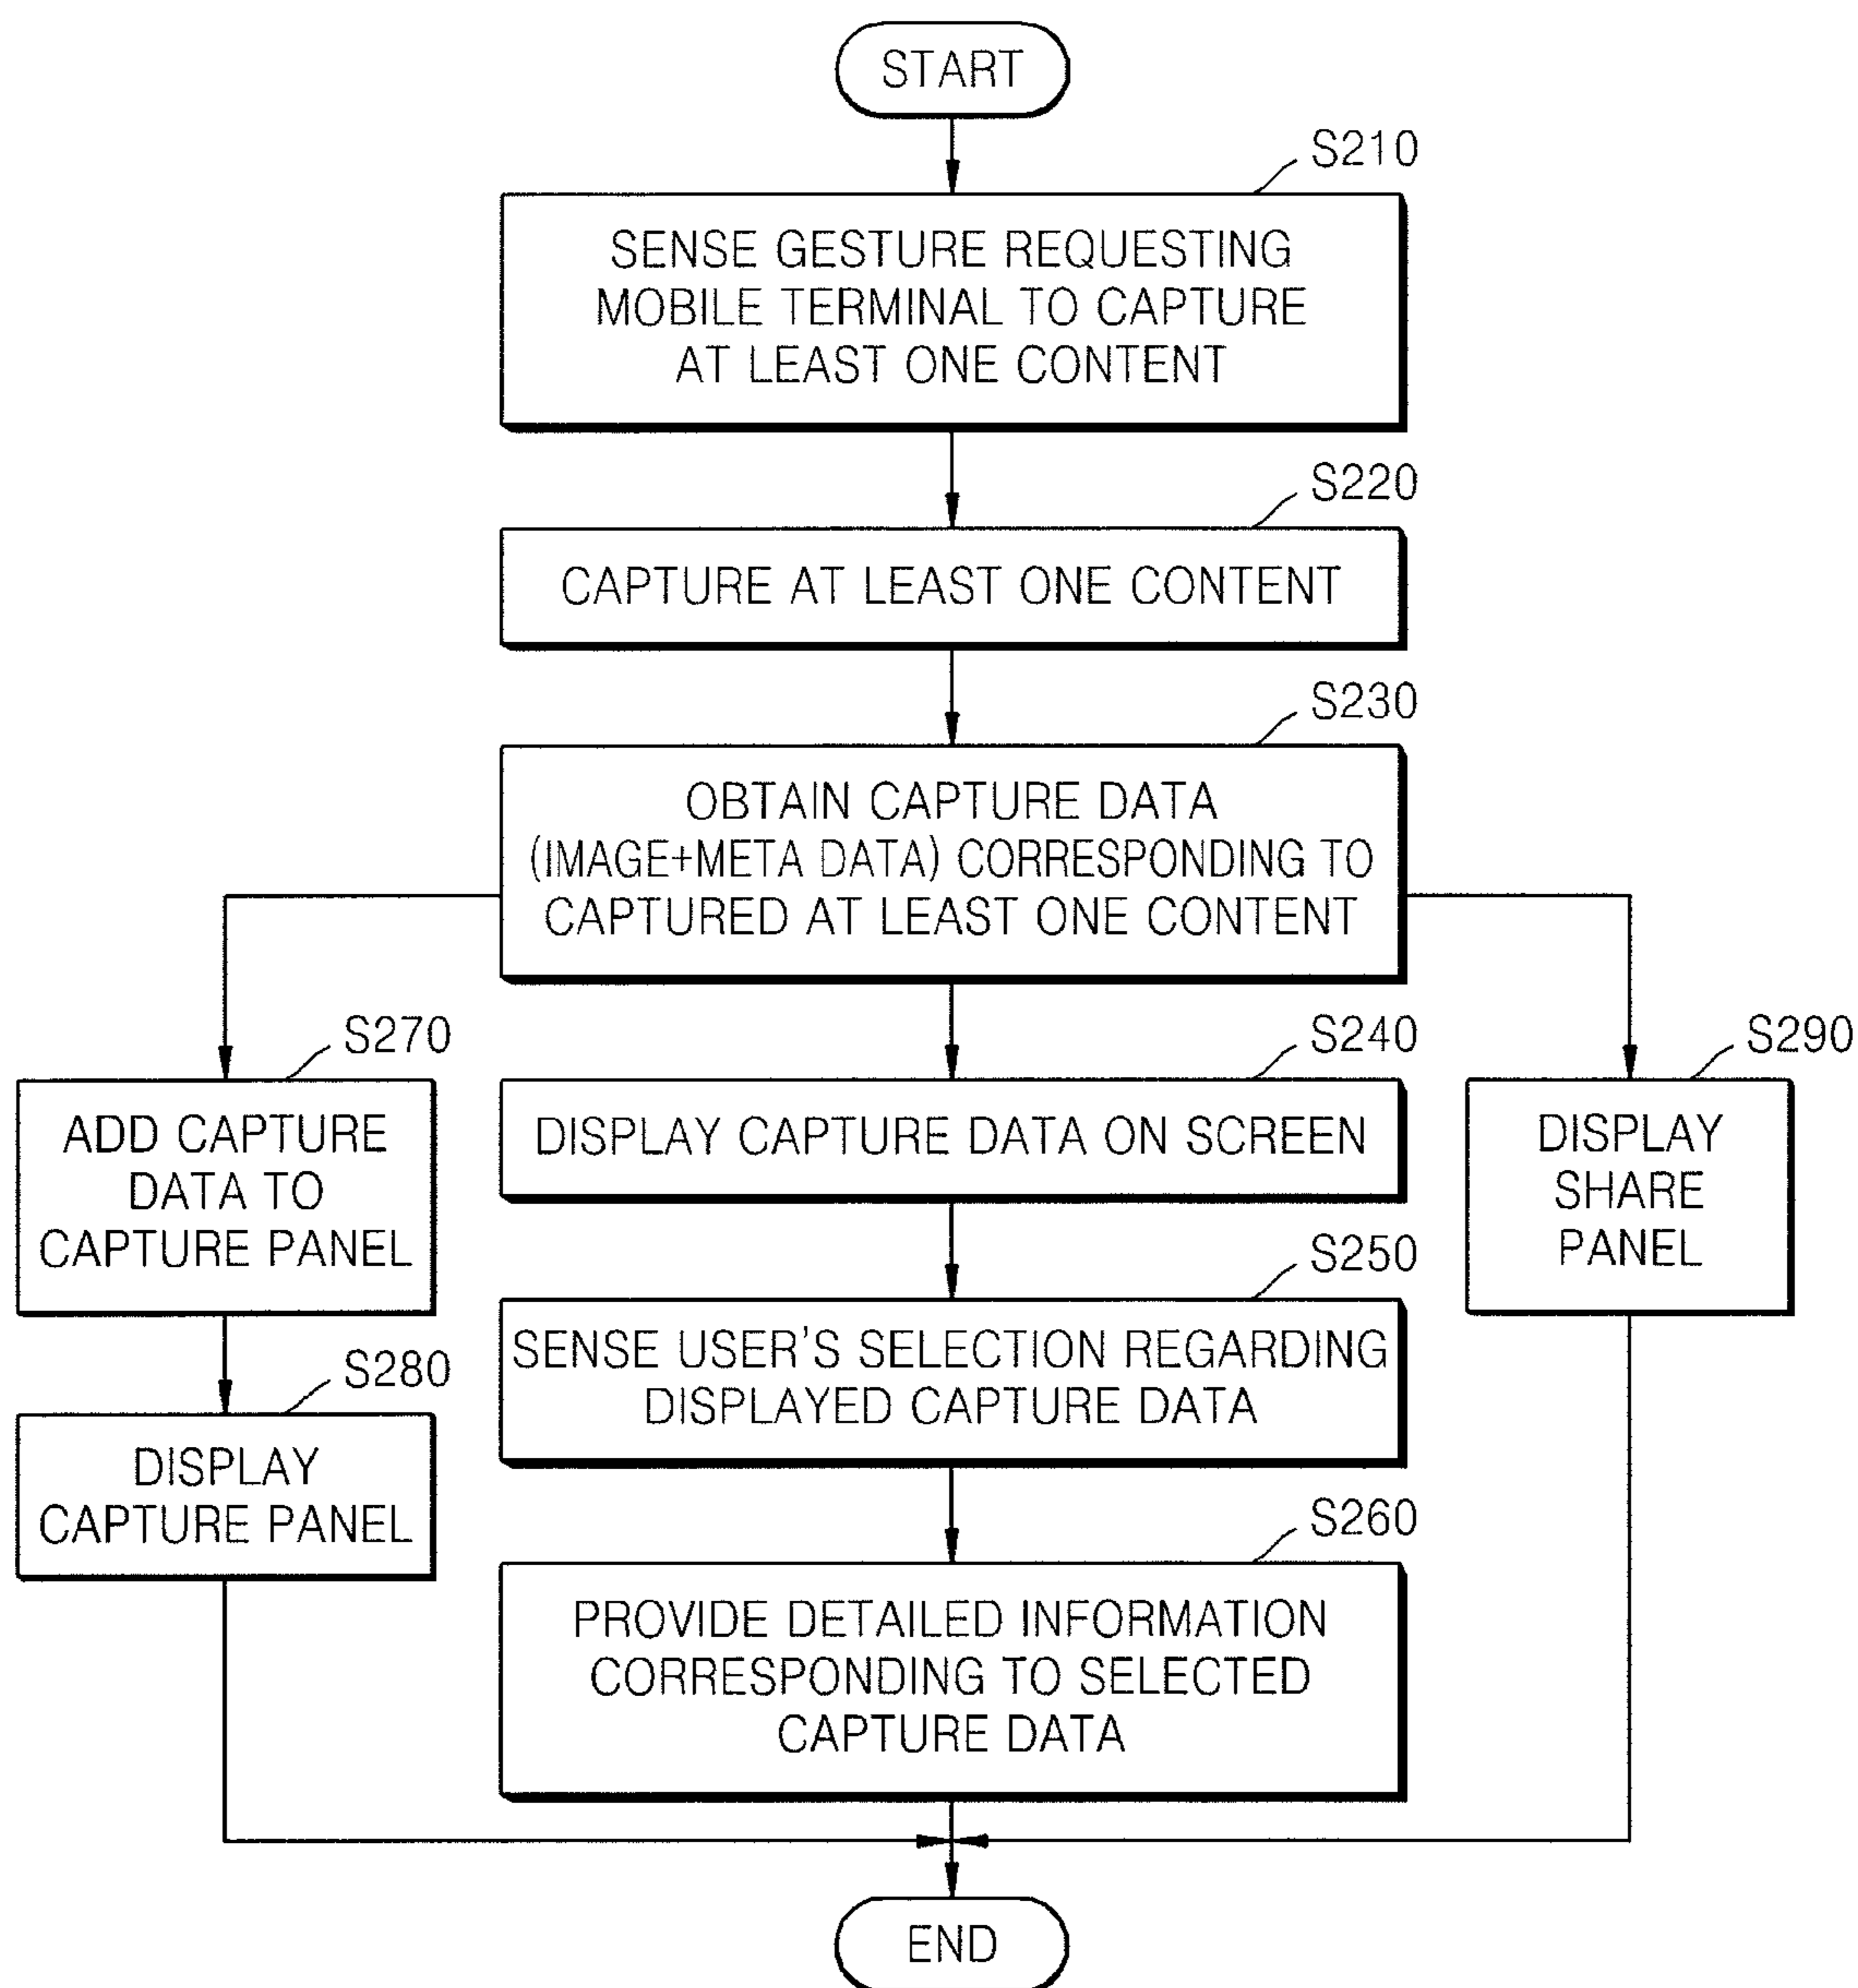 START
S210
SENSE GESTURE REQUESTING
MOBILE TERMINAL TO CAPTURE
AT LEAST ONE CONTENT
S220
CAPTURE AT LEAST ONE CONTENT
S230
OBTAIN CAPTURE DATA
(IMAGE+META DATA) CORRESPONDING TO
CAPTURED AT LEAST ONE CONTENT
S270
ADD CAPTURE
DATA TO
CAPTURE PANEL
S280
DISPLAY
CAPTURE PANEL
S240
DISPLAY CAPTURE DATA ON SCREEN
S250
SENSE USER'S SELECTION REGARDING
DISPLAYED CAPTURE DATA
S260
PROVIDE DETAILED INFORMATION
CORRESPONDING TO SELECTED
CAPTURE DATA
S290
DISPLAY
SHARE
PANEL
END